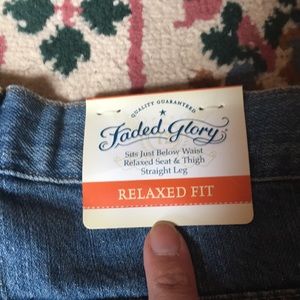 QUALITY GUARANTEED
Faded Glory
Sits Just Below Waist
Relaxed Seat & Thigh
Straight Leg
RELAXED FIT